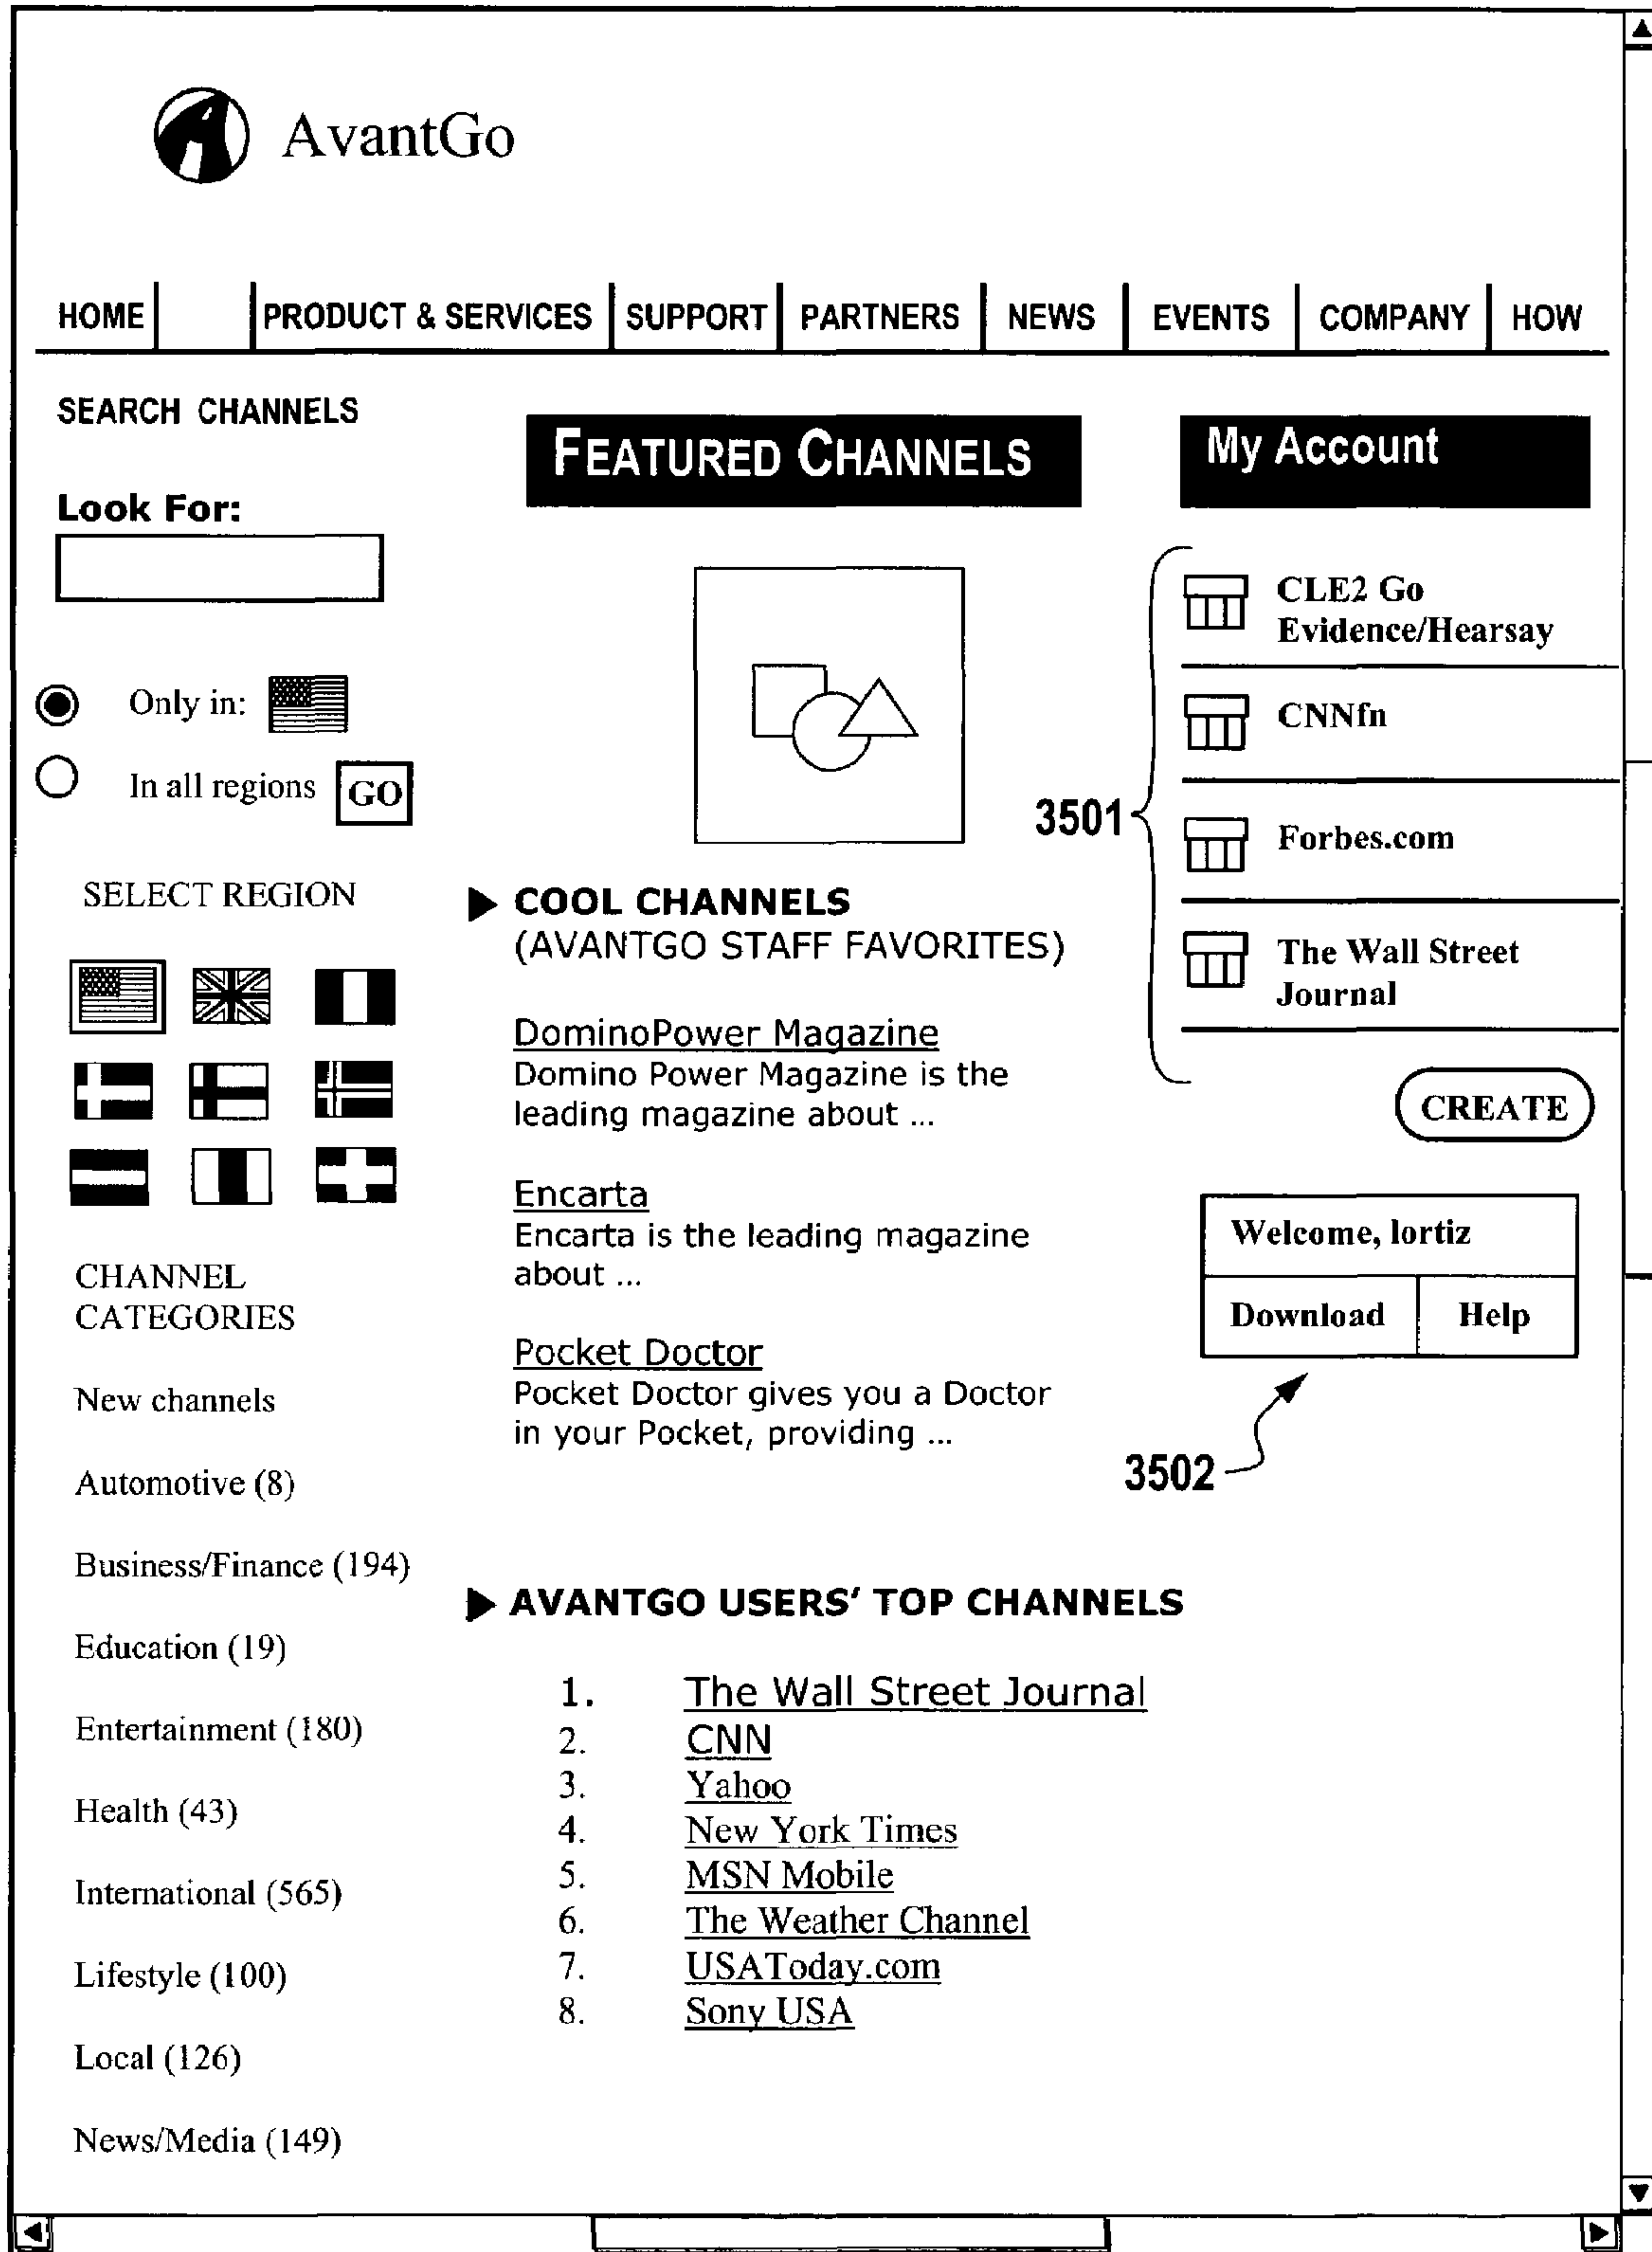 AvantGo
HOME PRODUCT & SERVICES SUPPORT PARTNERS NEWS EVENTS COMPANY HOW
SEARCH CHANNELS
Look For:
Only in:
In all regions GO
SELECT REGION
CHANNEL
CATEGORIES
New channels
Automotive (8)
Business/Finance (194)
Education (19)
Entertainment (180)
Health (43)
International (565)
Lifestyle (100)
Local (126)
News/Media (149)
FEATURED CHANNELS
COOL CHANNELS
(AVANTGO STAFF FAVORITES)
DominoPower Magazine
Domino Power Magazine is the
leading magazine about ...
Encarta
Encarta is the leading magazine
about ...
Pocket Doctor
Pocket Doctor gives you a Doctor
in your Pocket, providing ...
AVANTGO USERS' TOP CHANNELS
1. The Wall Street Journal
2. CNN
3. Yahoo
4. New York Times
5. MSN Mobile
6. The Weather Channel
7. USAToday.com
8. Sony USA
My Account
3501
CLE2 Go
Evidence/Hearsay
CNNfn
Forbes.com
The Wall Street
Journal
CREATE
Welcome, lortiz
Download Help
3502